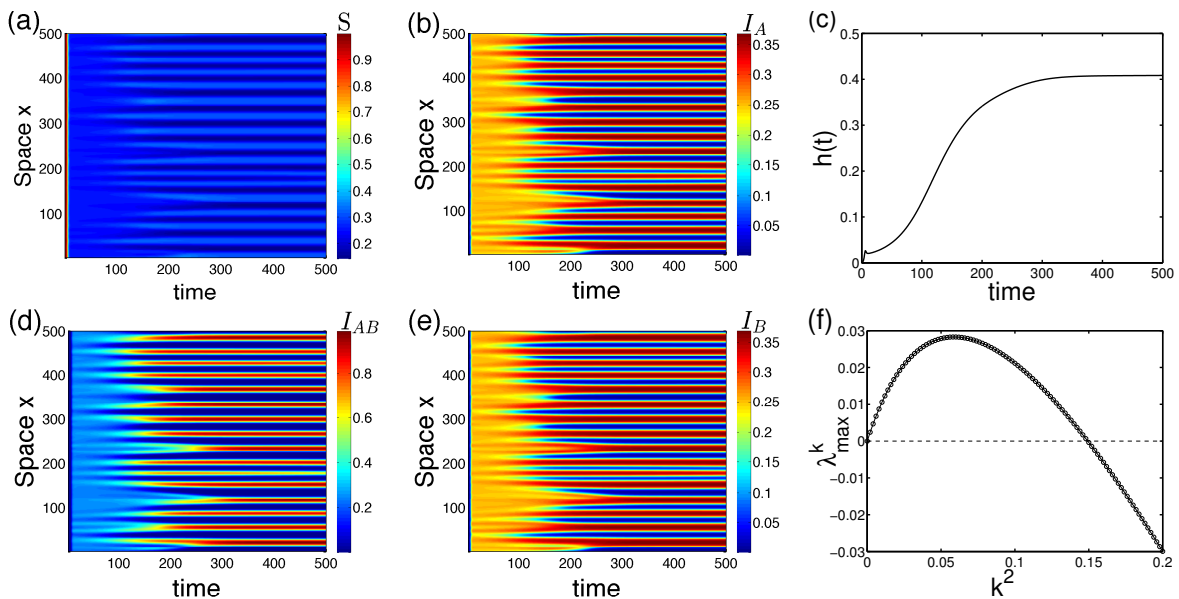 (a)
S
500
400
300
200
100
Space x
100 200 300 400 500
time
0.9
0.8
0.7
0.6
0.5
0.4
0.3
0.2
(b)
I_A
500
400
300
200
100
Space x
100 200 300 400 500
time
0.35
0.3
0.25
0.2
0.15
0.1
0.05
(c)
0.5
0.4
0.3
0.2
0.1
0
h(t)
0 100 200 300 400 500
time
(d)
I_{AB}
500
400
300
200
100
Space x
100 200 300 400 500
time
0.8
0.6
0.4
0.2
(e)
I_B
500
400
300
200
100
Space x
100 200 300 400 500
time
0.35
0.3
0.25
0.2
0.15
0.1
0.05
(f)
0.03
0.02
0.01
0
−0.01
−0.02
−0.03
λ^k_max
0 0.05 0.1 0.15 0.2
k²